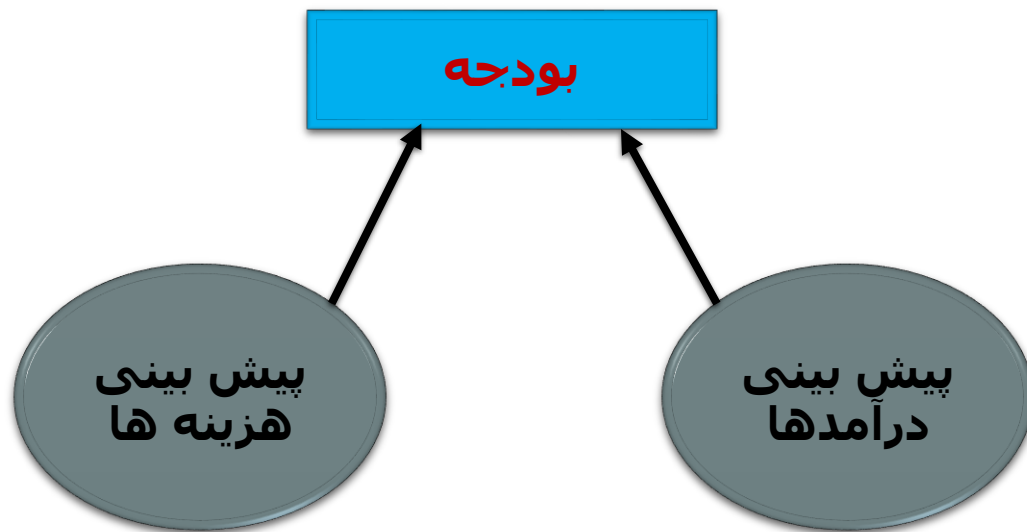 بودجه
پیش بینی
درآمدها
پیش بینی
هزینه ها